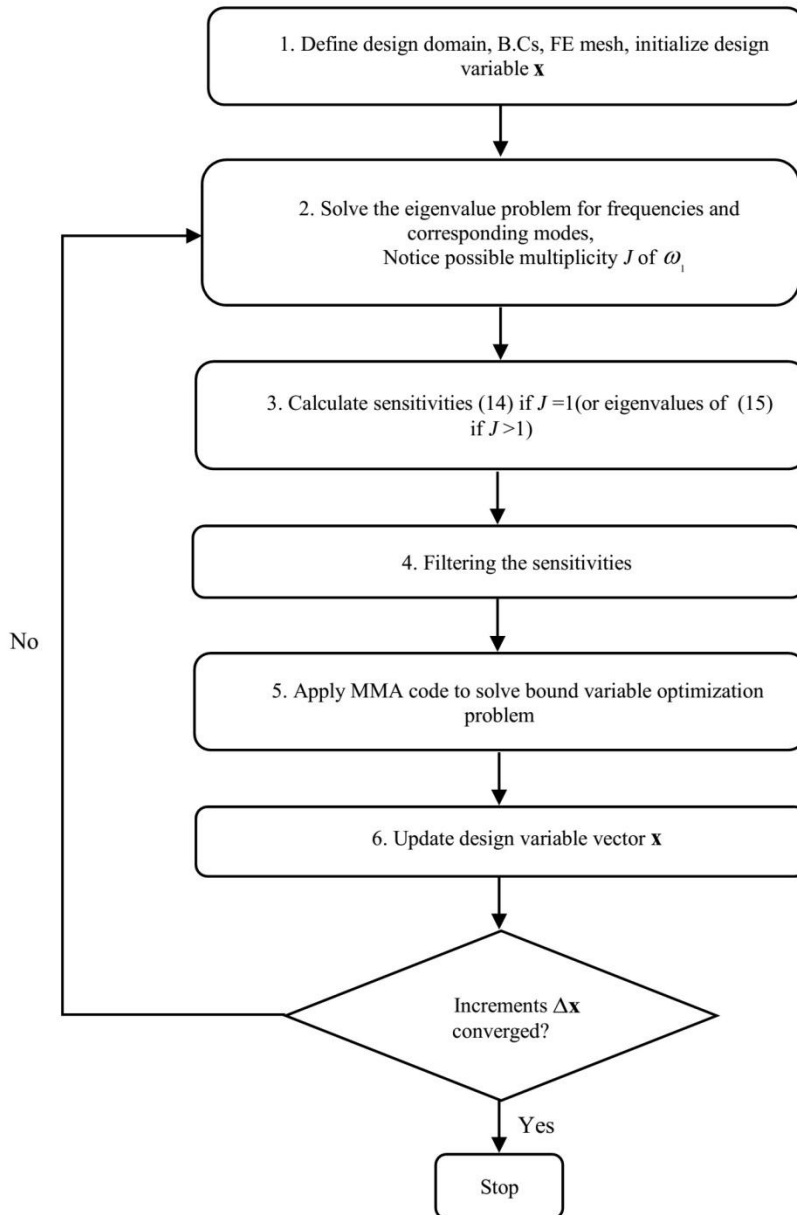 1. Define design domain, B.Cs, FE mesh, initialize design
variable x
2. Solve the eigenvalue problem for frequencies and
corresponding modes,
Notice possible multiplicity J of ω₁
3. Calculate sensitivities (14) if J =1(or eigenvalues of (15)
if J >1)
4. Filtering the sensitivities
No
5. Apply MMA code to solve bound variable optimization
problem
6. Update design variable vector x
Increments Δx
converged?
Yes
Stop